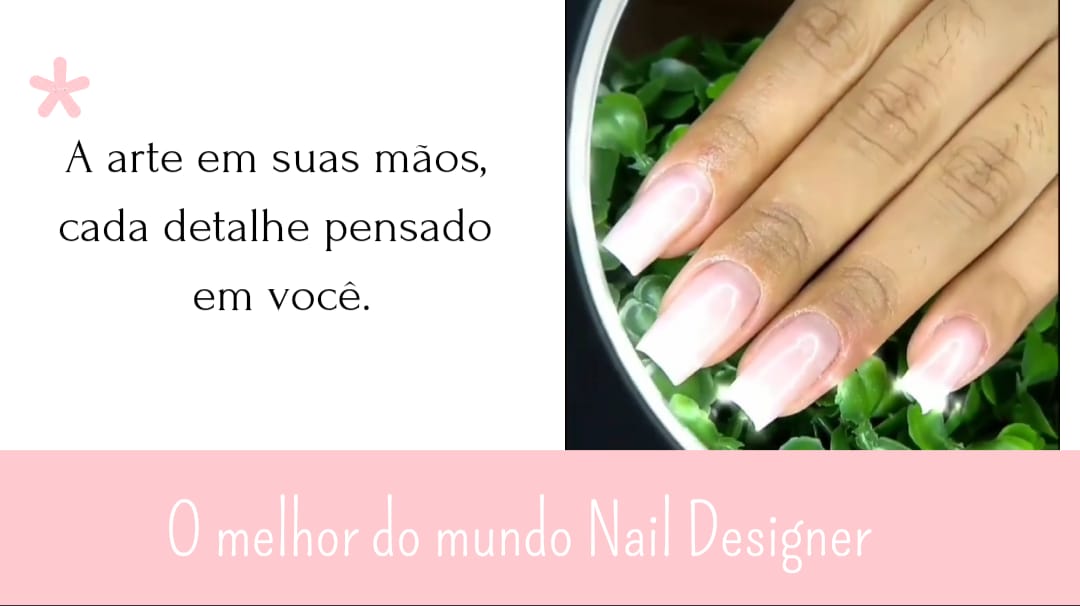 A arte em suas mãos,
cada detalhe pensado
em você.
O melhor do mundo Nail Designer